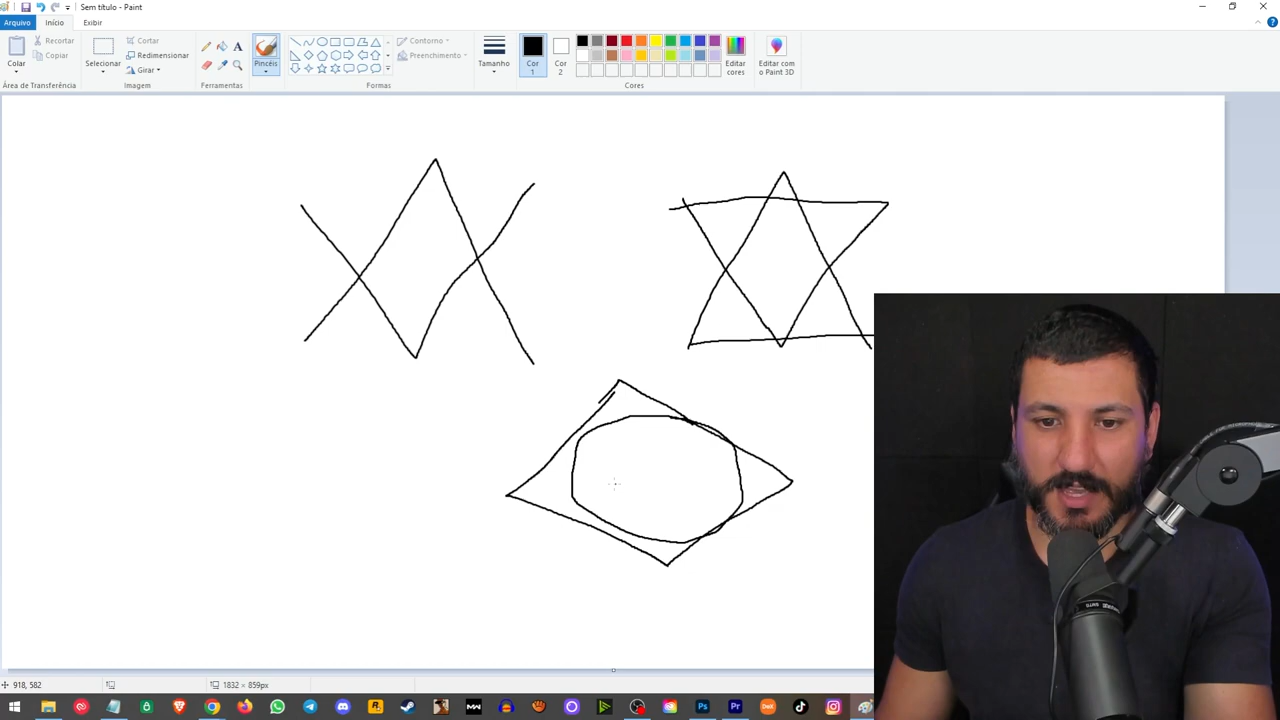 Sem título - Paint
Arquivo Início Exibir
Colar
Recortar
Copiar
Área de Transferência
Selecionar
Cortar
Redimensionar
Girar
Imagem
A
Ferramentas
Pincéis
Contorno
Preenchimento
Formas
Tamanho
Cor
1
Cor
2
Editar
cores
Cores
Editar com
o Paint 3D
918, 582
1832 × 859px